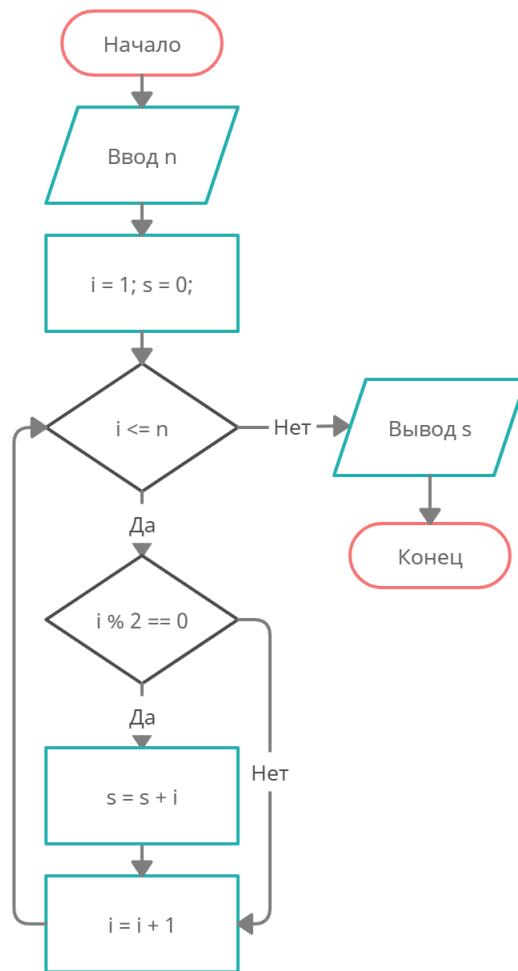 Начало
Ввод n
i = 1; s = 0;
i <= n
Нет
Вывод s
Да
Конец
i % 2 == 0
Да
Нет
s = s + i
i = i + 1